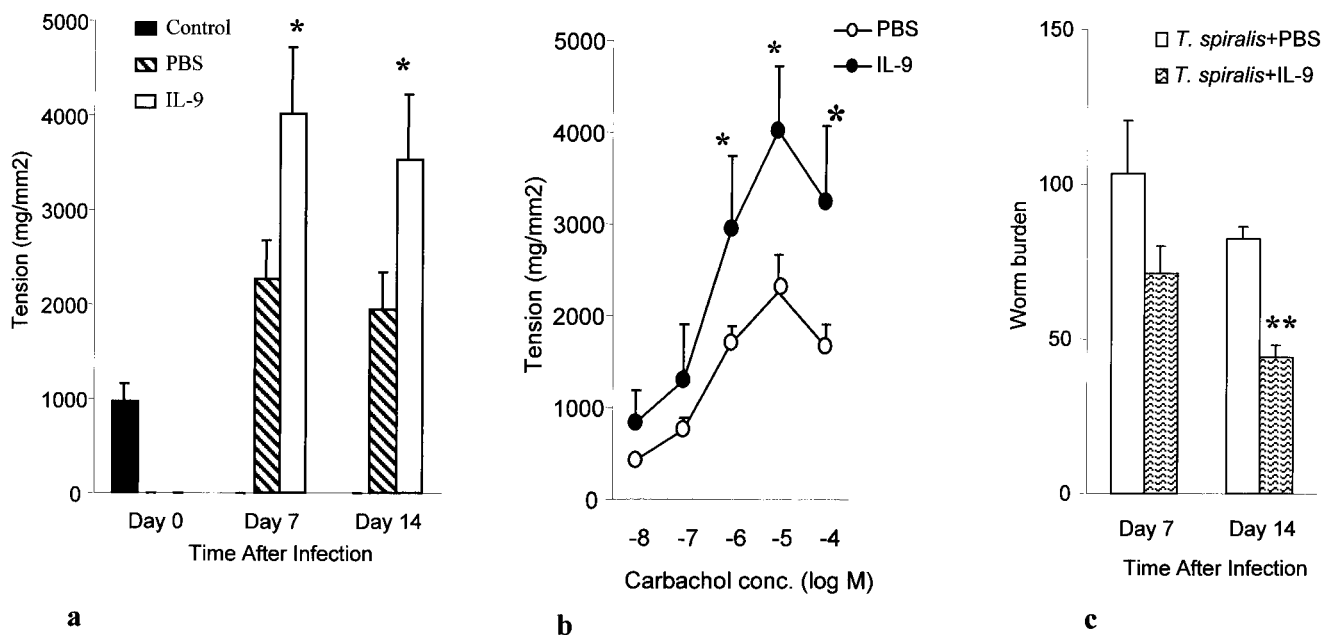 5000
4000
3000
2000
1000
0
Tension (mg/mm2)
Control
PBS
IL-9
*
*
Day 0
Day 7
Day 14
Time After Infection
a
5000
4000
3000
2000
1000
0
Tension (mg/mm2)
PBS
IL-9
*
*
*
-8
-7
-6
-5
-4
Carbachol conc. (log M)
b
150
100
50
0
Worm burden
T. spiralis+PBS
T. spiralis+IL-9
**
Day 7
Day 14
Time After Infection
c